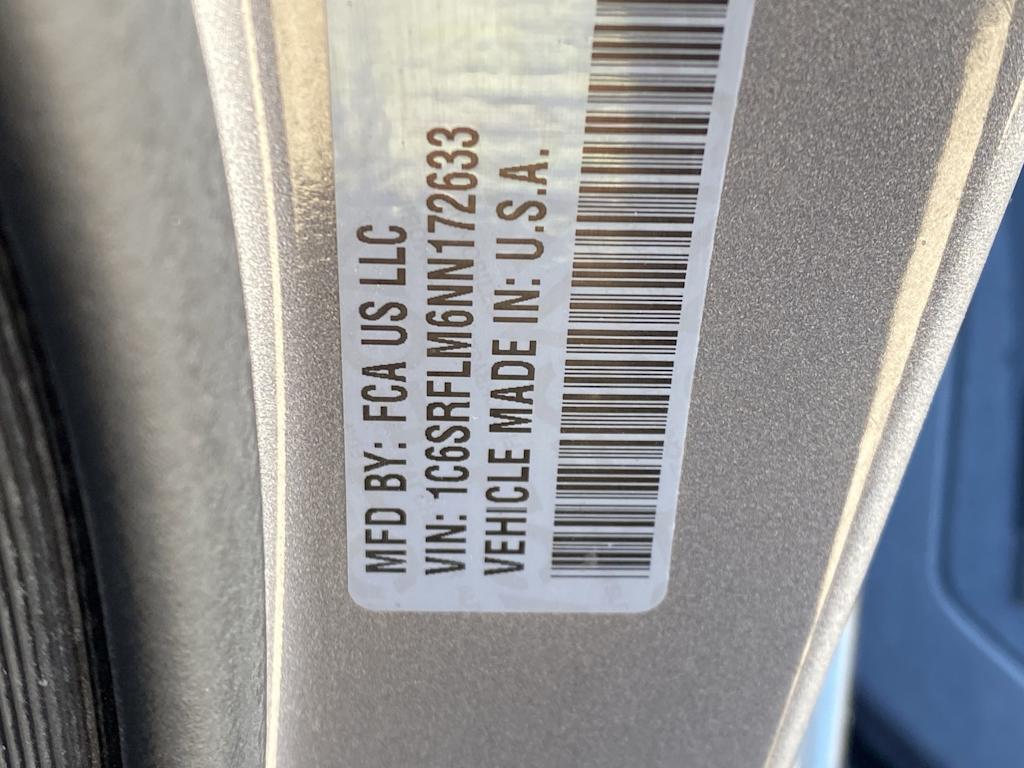 MFD BY: FCA US LLC
VIN: 1C6SRFLM6NN172633
VEHICLE MADE IN: U.S.A.